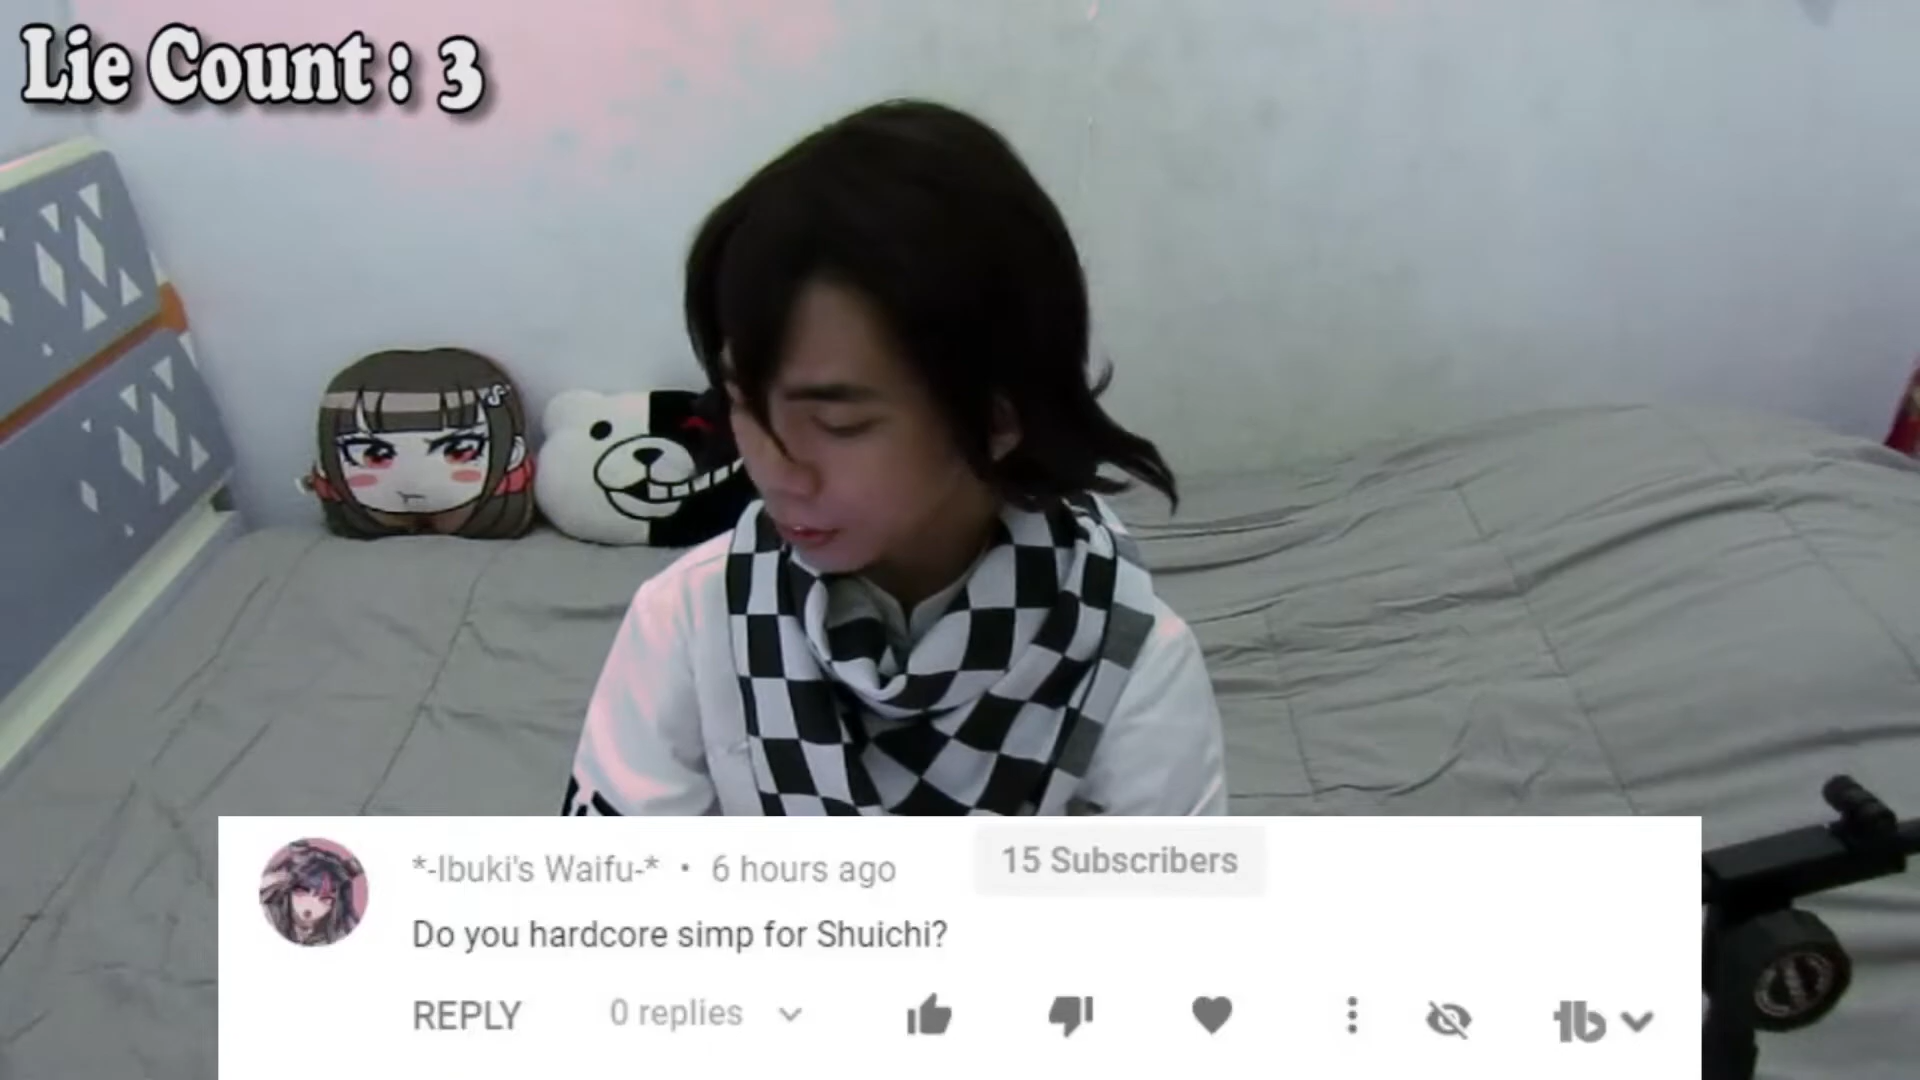 Lie Count : 3
*-Ibuki's Waifu-* • 6 hours ago
15 Subscribers
Do you hardcore simp for Shuichi?
REPLY 0 replies
tb